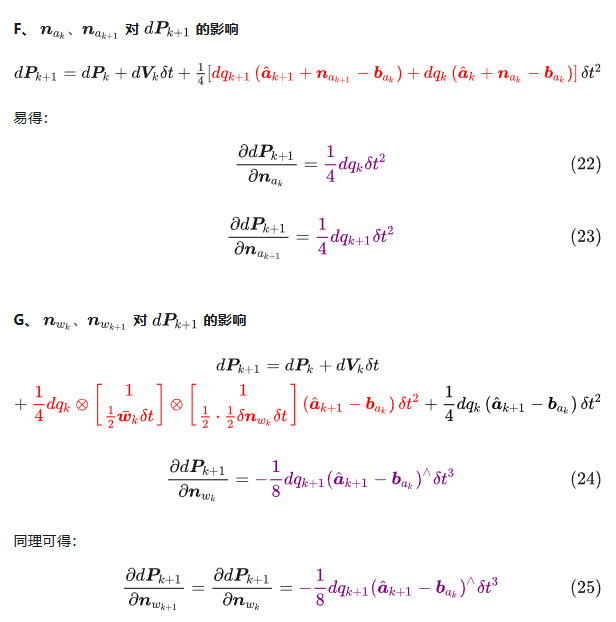 F、 $\boldsymbol{n}_{a_k}$、$\boldsymbol{n}_{a_{k+1}}$ 对 $d\boldsymbol{P}_{k+1}$ 的影响
$d\boldsymbol{P}_{k+1} = d\boldsymbol{P}_k + d\boldsymbol{V}_k \delta t + \frac{1}{4}[dq_{k+1}(\hat{\boldsymbol{a}}_{k+1} + \boldsymbol{n}_{a_{k+1}} - \boldsymbol{b}_{a_k}) + dq_k(\hat{\boldsymbol{a}}_k + \boldsymbol{n}_{a_k} - \boldsymbol{b}_{a_k})]\delta t^2$
易得：
$\frac{\partial d\boldsymbol{P}_{k+1}}{\partial \boldsymbol{n}_{a_k}} = \frac{1}{4} dq_k \delta t^2$ (22)
$\frac{\partial d\boldsymbol{P}_{k+1}}{\partial \boldsymbol{n}_{a_{k+1}}} = \frac{1}{4} dq_{k+1} \delta t^2$ (23)
G、 $\boldsymbol{n}_{w_k}$、$\boldsymbol{n}_{w_{k+1}}$ 对 $d\boldsymbol{P}_{k+1}$ 的影响
$d\boldsymbol{P}_{k+1} = d\boldsymbol{P}_k + d\boldsymbol{V}_k \delta t$
$+ \frac{1}{4} dq_k \otimes \begin{bmatrix} 1 \\ \frac{1}{2}\bar{\boldsymbol{w}}_k \delta t \end{bmatrix} \otimes \begin{bmatrix} 1 \\ \frac{1}{2} \cdot \frac{1}{2} \delta \boldsymbol{n}_{w_k} \delta t \end{bmatrix} (\hat{\boldsymbol{a}}_{k+1} - \boldsymbol{b}_{a_k}) \delta t^2 + \frac{1}{4} dq_k (\hat{\boldsymbol{a}}_{k+1} - \boldsymbol{b}_{a_k}) \delta t^2$
$\frac{\partial d\boldsymbol{P}_{k+1}}{\partial \boldsymbol{n}_{w_k}} = -\frac{1}{8} dq_{k+1} (\hat{\boldsymbol{a}}_{k+1} - \boldsymbol{b}_{a_k})^{\wedge} \delta t^3$ (24)
同理可得：
$\frac{\partial d\boldsymbol{P}_{k+1}}{\partial \boldsymbol{n}_{w_{k+1}}} = \frac{\partial d\boldsymbol{P}_{k+1}}{\partial \boldsymbol{n}_{w_k}} = -\frac{1}{8} dq_{k+1} (\hat{\boldsymbol{a}}_{k+1} - \boldsymbol{b}_{a_k})^{\wedge} \delta t^3$ (25)